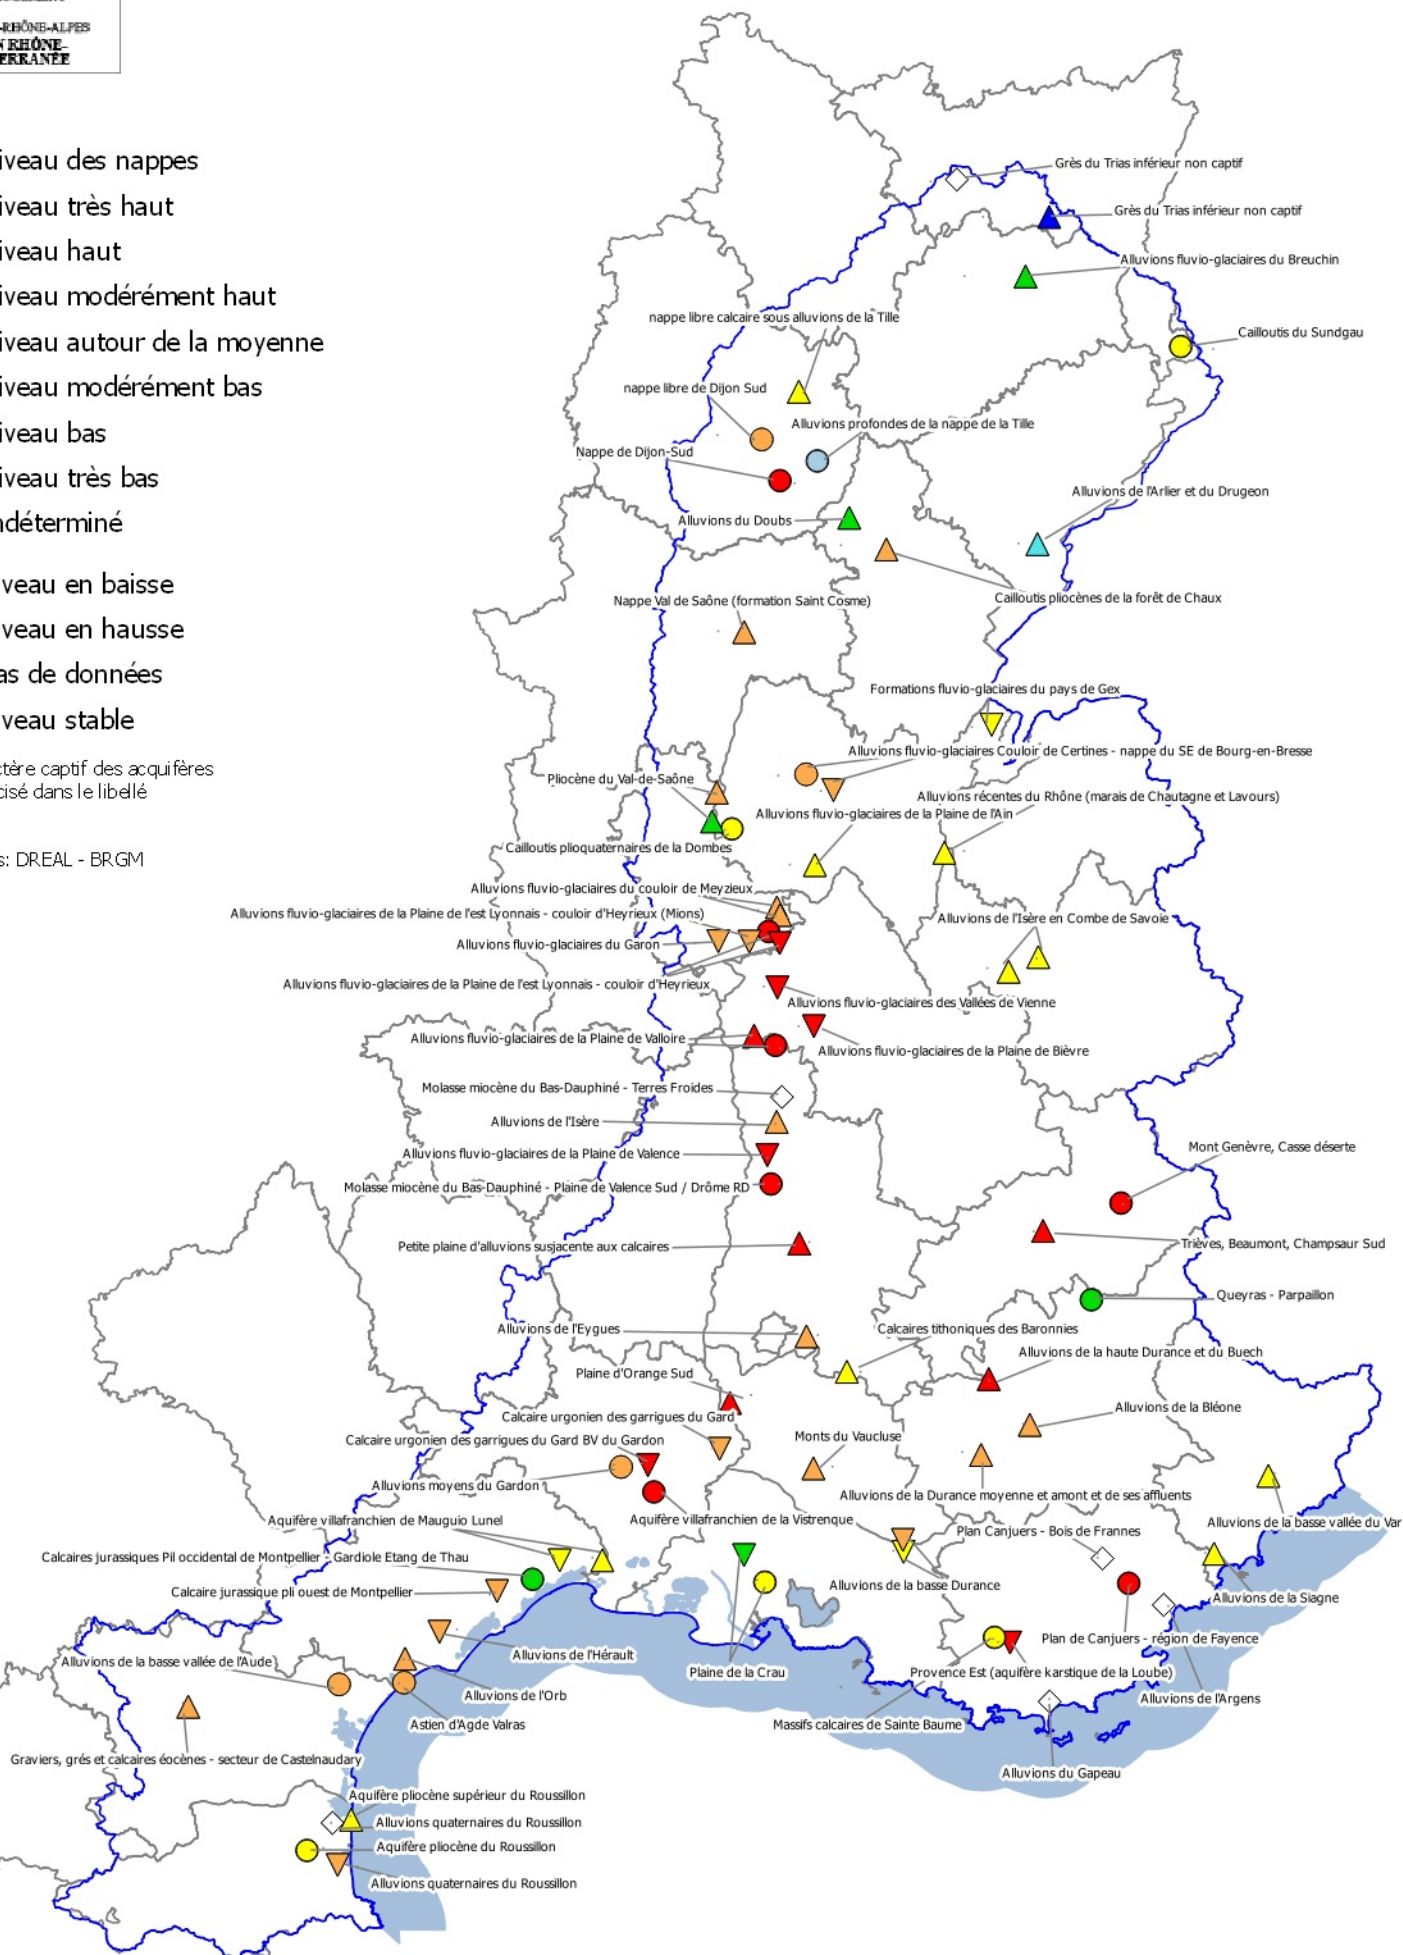 -RHÔNE-ALPES
N RHÔNE-
ERRANÉE
iveau des nappes
iveau très haut
iveau haut
iveau modérément haut
iveau autour de la moyenne
iveau modérément bas
iveau bas
iveau très bas
ndéterminé
veau en baisse
veau en hausse
as de données
veau stable
ctère captif des acquifères
cisé dans le libellé
s: DREAL - BRGM
Grès du Trias inférieur non captif
Grès du Trias inférieur non captif
Alluvions fluvio-glaciaires du Breuchin
nappe libre calcaire sous alluvions de la Tille
Cailloutis du Sundgau
nappe libre de Dijon Sud
Alluvions profondes de la nappe de la Tille
Nappe de Dijon-Sud
Alluvions de l'Arlier et du Drugeon
Alluvions du Doubs
Cailloutis pliocènes de la forêt de Chaux
Nappe Val de Saône (formation Saint Cosme)
Formations fluvio-glaciaires du pays de Gex
Alluvions fluvio-glaciaires Couloir de Certines - nappe du SE de Bourg-en-Bresse
Pliocène du Val-de-Saône
Alluvions récentes du Rhône (marais de Chautagne et Lavours)
Alluvions fluvio-glaciaires de la Plaine de l'Ain
Cailloutis plioquaternaires de la Dombes
Alluvions fluvio-glaciaires du couloir de Meyzieux
Alluvions fluvio-glaciaires de la Plaine de l'est Lyonnais - couloir d'Heyrieux (Mions)
Alluvions de l'Isère en Combe de Savoie
Alluvions fluvio-glaciaires du Garon
Alluvions fluvio-glaciaires de la Plaine de l'est Lyonnais - couloir d'Heyrieux
Alluvions fluvio-glaciaires des Vallées de Vienne
Alluvions fluvio-glaciaires de la Plaine de Valloire
Alluvions fluvio-glaciaires de la Plaine de Bièvre
Molasse miocène du Bas-Dauphiné - Terres Froides
Alluvions de l'Isère
Mont Genèvre, Casse déserte
Alluvions fluvio-glaciaires de la Plaine de Valence
Molasse miocène du Bas-Dauphiné - Plaine de Valence Sud / Drôme RD
Petite plaine d'alluvions susjacente aux calcaires
Trièves, Beaumont, Champsaur Sud
Queyras - Parpaillon
Alluvions de l'Eygues
Calcaires tithoniques des Baronnies
Alluvions de la haute Durance et du Buech
Plaine d'Orange Sud
Alluvions de la Bléone
Calcaire urgonien des garrigues du Gard
Monts du Vaucluse
Calcaire urgonien des garrigues du Gard BV du Gardon
Alluvions moyens du Gardon
Alluvions de la Durance moyenne et amont et de ses affluents
Aquifère villafranchien de Mauguio Lunel
Aquifère villafranchien de la Vistrenque
Alluvions de la basse vallée du Var
Plan Canjuers - Bois de Frannes
Calcaires jurassiques Pil occidental de Montpellier - Gardiole Etang de Thau
Alluvions de la basse Durance
Calcaire jurassique pli ouest de Montpellier
Alluvions de la Siagne
Plan de Canjuers - région de Fayence
Alluvions de l'Hérault
Alluvions de la basse vallée de l'Aude
Plaine de la Crau
Provence Est (aquifère karstique de la Loube)
Alluvions de l'Orb
Alluvions de l'Argens
Astien d'Agde Valras
Massifs calcaires de Sainte Baume
Graviers, grés et calcaires éocènes - secteur de Castelnaudary
Alluvions du Gapeau
Aquifère pliocène supérieur du Roussillon
Alluvions quaternaires du Roussillon
Aquifère pliocène du Roussillon
Alluvions quaternaires du Roussillon